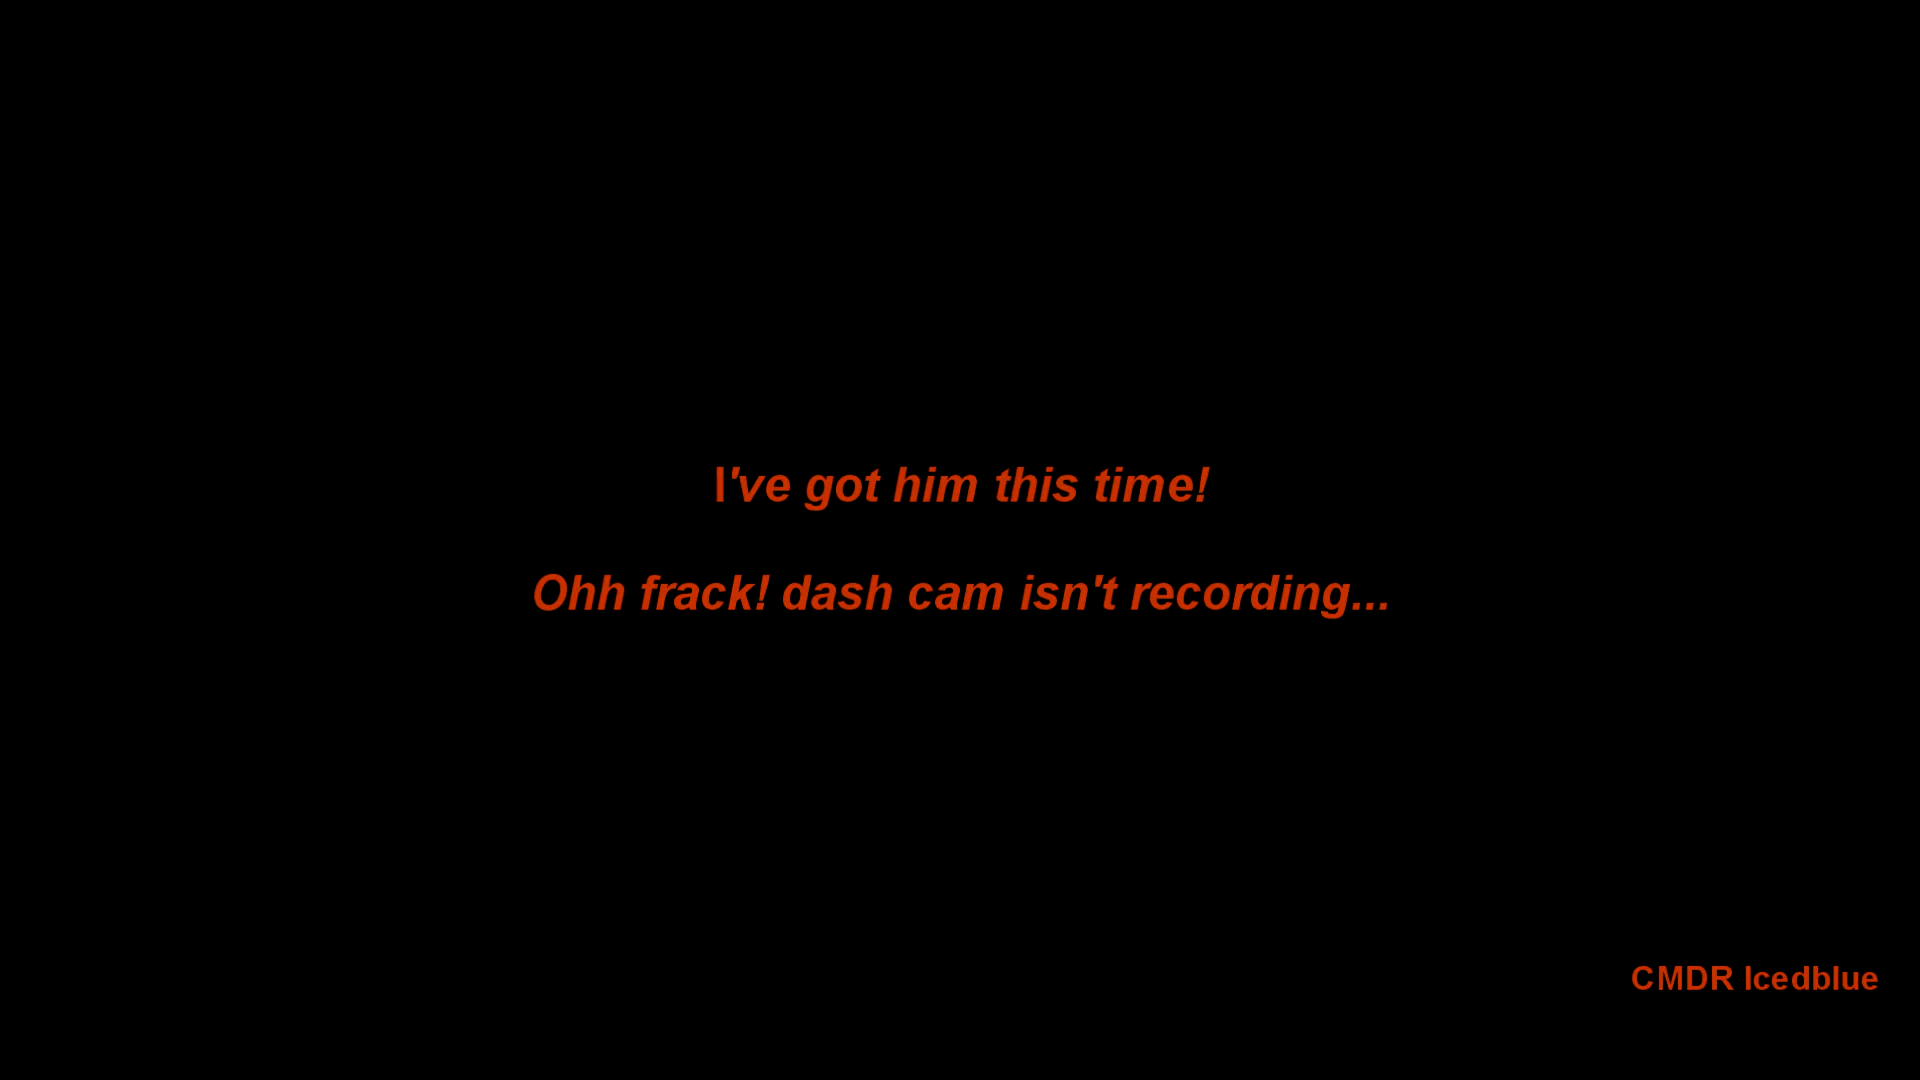 I've got him this time!
Ohh frack! dash cam isn't recording...
CMDR Icedblue